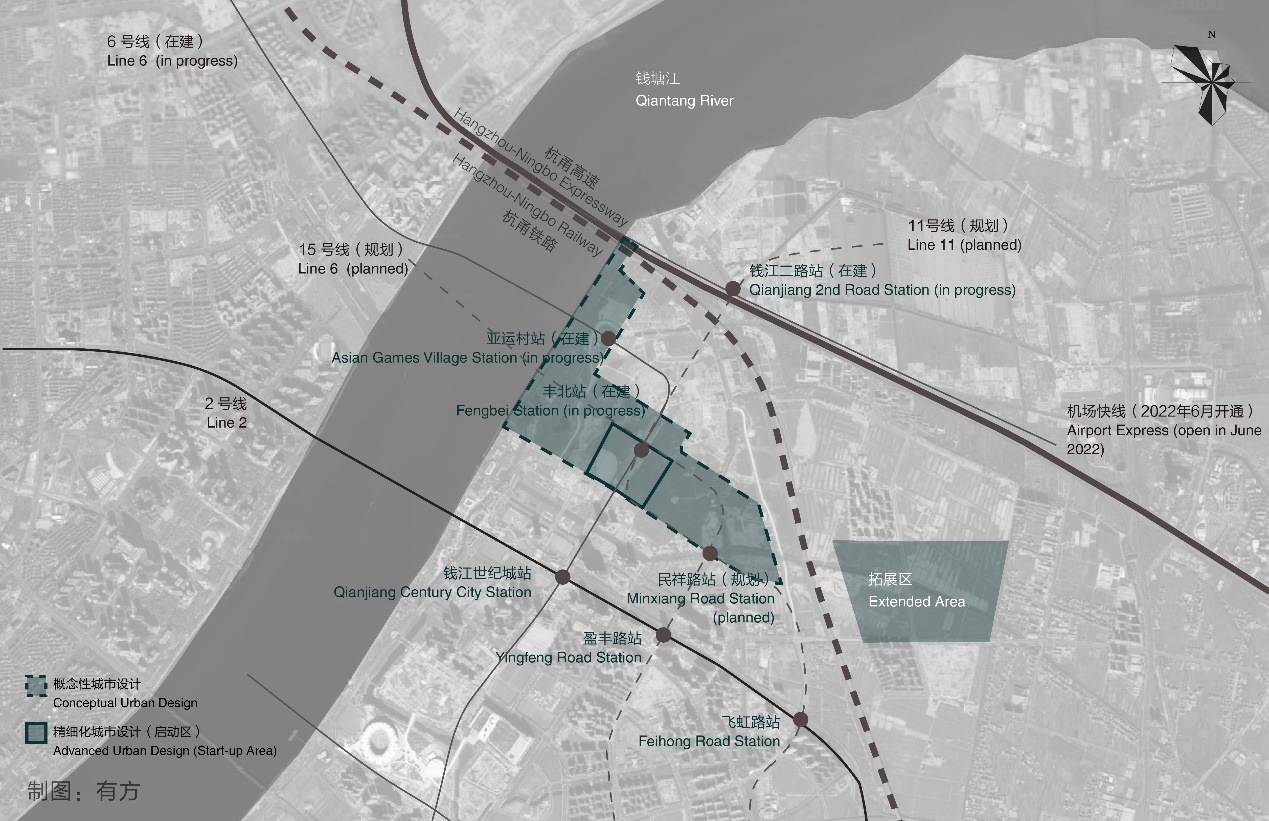 6 号线（在建）
Line 6 (in progress)
N
钱塘江
Qiantang River
Hangzhou-Ningbo Expressway
杭甬高速
Hangzhou-Ningbo Railway
杭甬铁路
15 号线（规划）
Line 6 (planned)
11号线（规划）
Line 11 (planned)
钱江二路站（在建）
Qianjiang 2nd Road Station (in progress)
亚运村站（在建）
Asian Games Village Station (in progress)
丰北站（在建）
Fengbei Station (in progress)
2 号线
Line 2
机场快线（2022年6月开通）
Airport Express (open in June
2022)
钱江世纪城站
Qianjiang Century City Station
民祥路站（规划）
Minxiang Road Station
(planned)
拓展区
Extended Area
盈丰路站
Yingfeng Road Station
飞虹路站
Feihong Road Station
概念性城市设计
Conceptual Urban Design
精细化城市设计（启动区）
Advanced Urban Design (Start-up Area)
制图：有方